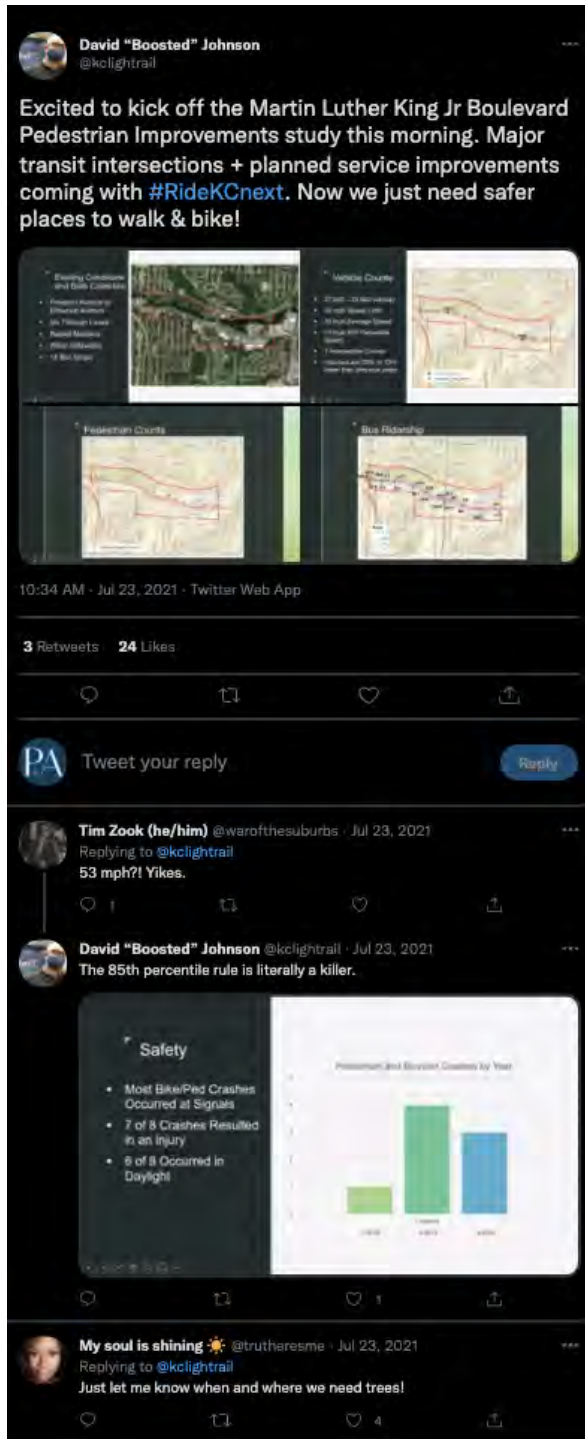 David “Boosted” Johnson
@kclightrail
Excited to kick off the Martin Luther King Jr Boulevard
Pedestrian Improvements study this morning. Major
transit intersections + planned service improvements
coming with #RideKCnext. Now we just need safer
places to walk & bike!
Existing Conditions
and Data Collection
Vehicle Counts
Pedestrian Counts
Bus Ridership
10:34 AM · Jul 23, 2021 · Twitter Web App
3 Retweets 24 Likes
PA Tweet your reply Reply
Tim Zook (he/him) @warofthesuburbs · Jul 23, 2021
Replying to @kclightrail
53 mph?! Yikes.
1
David “Boosted” Johnson @kclightrail · Jul 23, 2021
The 85th percentile rule is literally a killer.
Safety
• Most Bike/Ped Crashes
Occurred at Signals
• 7 of 8 Crashes Resulted
in an Injury
• 6 of 8 Occurred in
Daylight
Pedestrian and Bicyclist Crashes by Year
1
My soul is shining ☀️ @trutheresme · Jul 23, 2021
Replying to @kclightrail
Just let me know when and where we need trees!
4